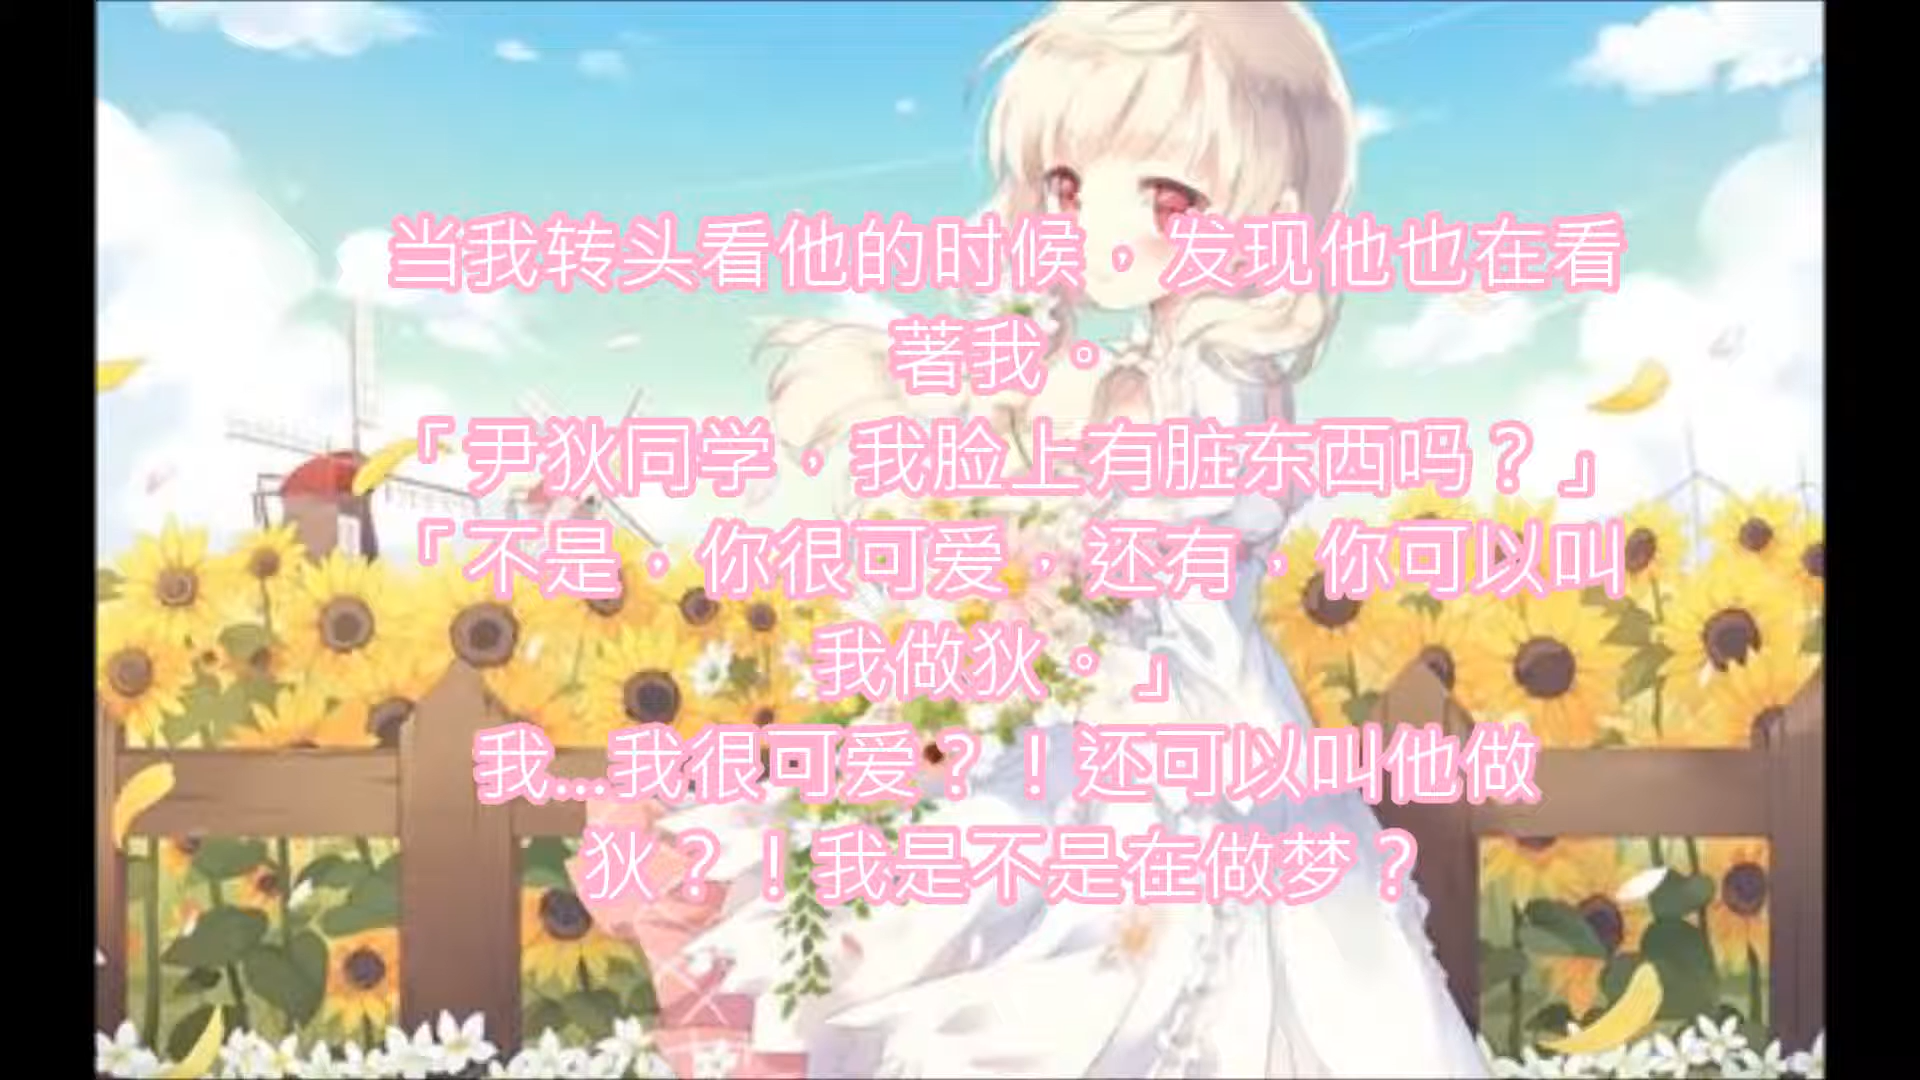 当我转头看他的时候，发现他也在看
著我。
「尹狄同学，我脸上有脏东西吗？」
「不是，你很可爱，还有，你可以叫
我做狄。」
我...我很可爱？！还可以叫他做
狄？！我是不是在做梦？